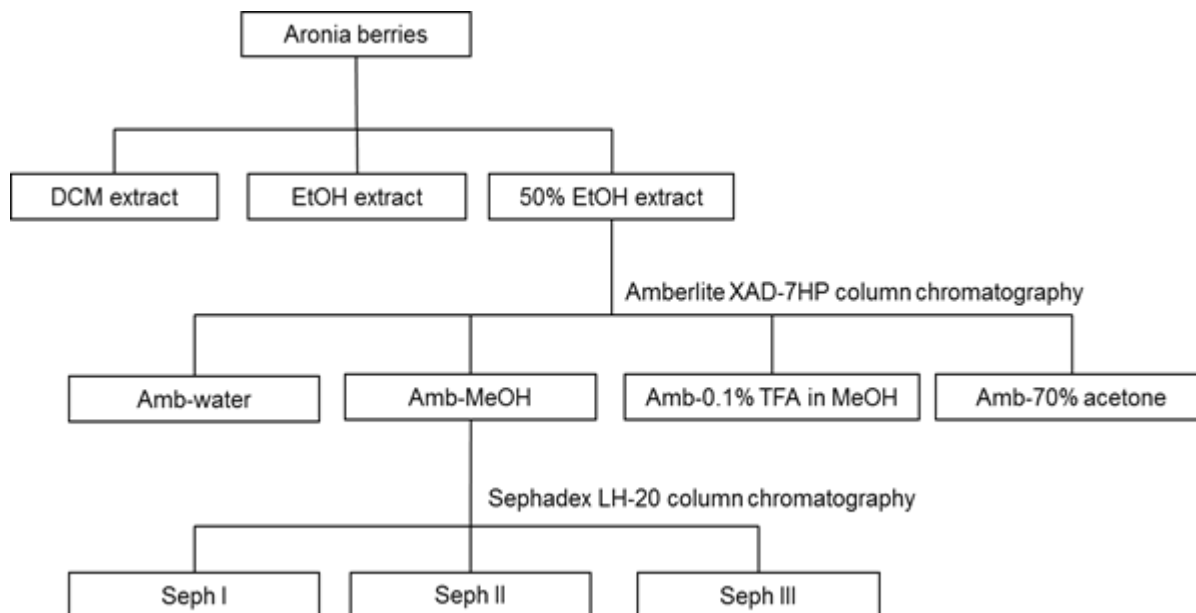 Aronia berries
DCM extract
EtOH extract
50% EtOH extract
Amberlite XAD-7HP column chromatography
Amb-water
Amb-MeOH
Amb-0.1% TFA in MeOH
Amb-70% acetone
Sephadex LH-20 column chromatography
Seph I
Seph II
Seph III